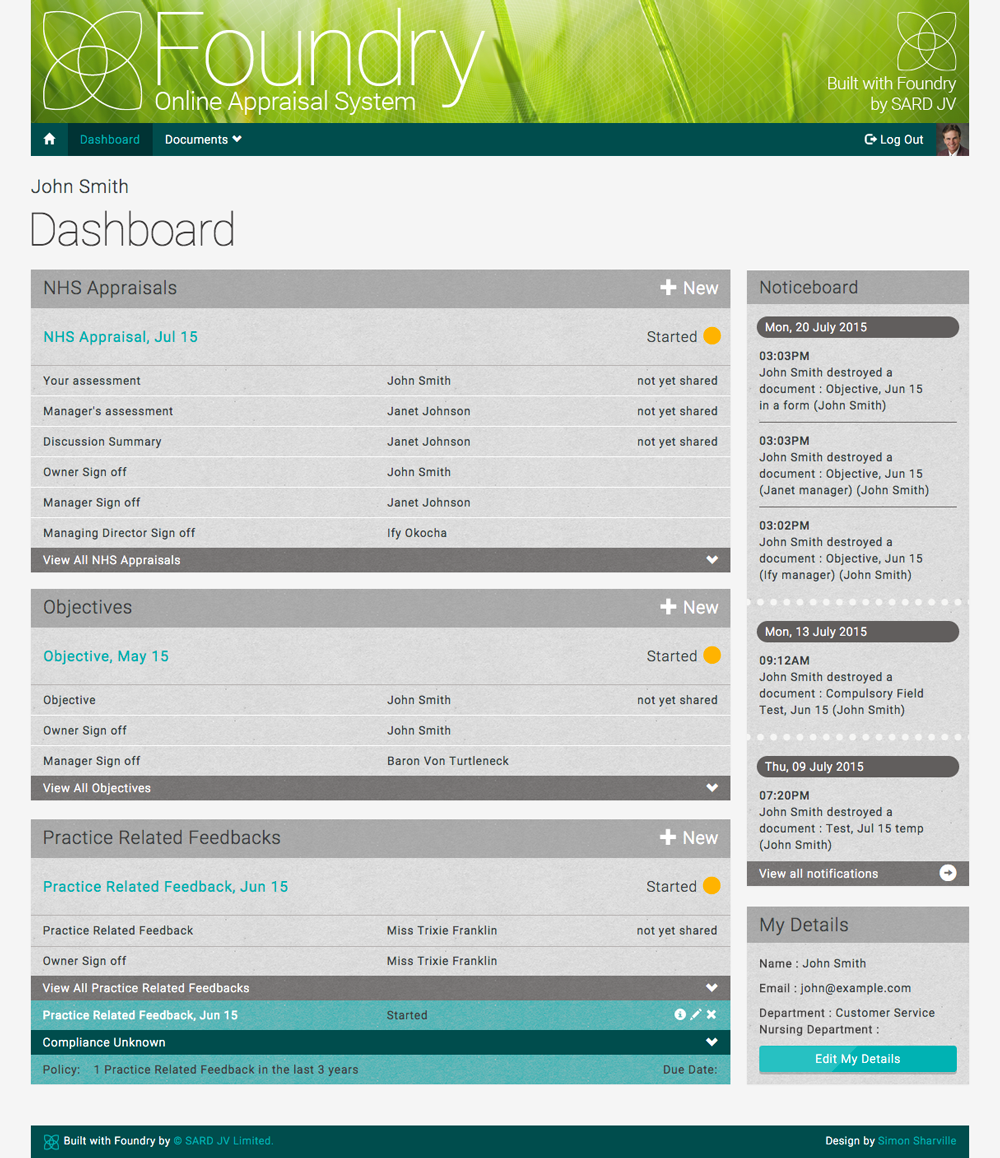 Foundry
Online Appraisal System
Built with Foundry
by SARD JV
Dashboard
Documents
Log Out
John Smith
Dashboard
NHS Appraisals
New
NHS Appraisal, Jul 15
Started
Your assessment John Smith not yet shared
Manager's assessment Janet Johnson not yet shared
Discussion Summary Janet Johnson not yet shared
Owner Sign off John Smith
Manager Sign off Janet Johnson
Managing Director Sign off Ify Okocha
View All NHS Appraisals
Objectives
New
Objective, May 15
Started
Objective John Smith not yet shared
Owner Sign off John Smith
Manager Sign off Baron Von Turtleneck
View All Objectives
Practice Related Feedbacks
New
Practice Related Feedback, Jun 15
Started
Practice Related Feedback Miss Trixie Franklin not yet shared
Owner Sign off Miss Trixie Franklin
View All Practice Related Feedbacks
Practice Related Feedback, Jun 15 Started
Compliance Unknown
Policy: 1 Practice Related Feedback in the last 3 years Due Date:
Noticeboard
Mon, 20 July 2015
03:03PM
John Smith destroyed a
document : Objective, Jun 15
in a form (John Smith)
03:03PM
John Smith destroyed a
document : Objective, Jun 15
(Janet manager) (John Smith)
03:02PM
John Smith destroyed a
document : Objective, Jun 15
(Ify manager) (John Smith)
Mon, 13 July 2015
09:12AM
John Smith destroyed a
document : Compulsory Field
Test, Jun 15 (John Smith)
Thu, 09 July 2015
07:20PM
John Smith destroyed a
document : Test, Jul 15 temp
(John Smith)
View all notifications
My Details
Name : John Smith
Email : john@example.com
Department : Customer Service
Nursing Department :
Edit My Details
Built with Foundry by © SARD JV Limited.
Design by Simon Sharville